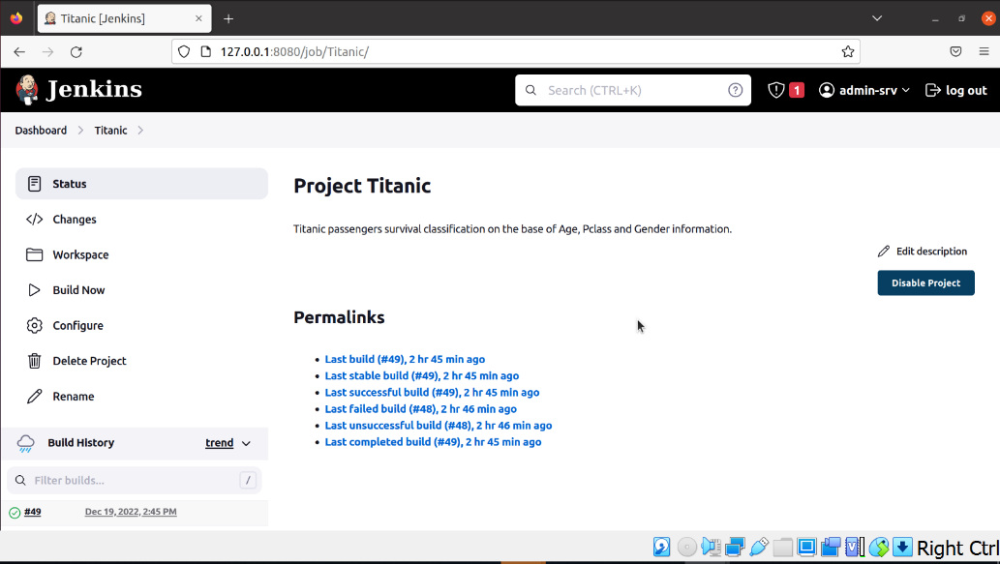 Titanic [Jenkins]
127.0.0.1:8080/job/Titanic/
Jenkins
Search (CTRL+K)
1
admin-srv
log out
Dashboard
Titanic
Status
Changes
Workspace
Build Now
Configure
Delete Project
Rename
Build History
trend
Filter builds...
/
#49
Dec 19, 2022, 2:45 PM
Project Titanic
Titanic passengers survival classification on the base of Age, Pclass and Gender information.
Edit description
Disable Project
Permalinks
Last build (#49), 2 hr 45 min ago
Last stable build (#49), 2 hr 45 min ago
Last successful build (#49), 2 hr 45 min ago
Last failed build (#48), 2 hr 46 min ago
Last unsuccessful build (#48), 2 hr 46 min ago
Last completed build (#49), 2 hr 45 min ago
Right Ctrl